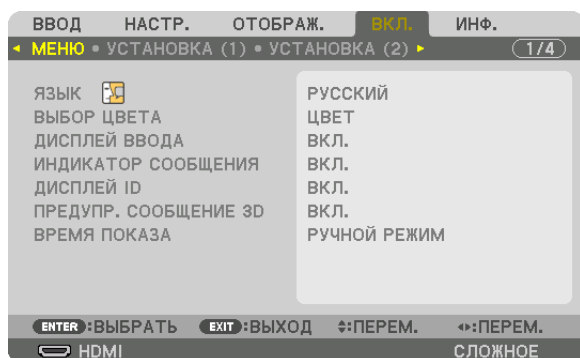 ВВОД НАСТР. ОТОБРАЖ. ВКЛ. ИНФ.
МЕНЮ • УСТАНОВКА (1) • УСТАНОВКА (2) 1/4
ЯЗЫК РУССКИЙ
ВЫБОР ЦВЕТА ЦВЕТ
ДИСПЛЕЙ ВВОДА ВКЛ.
ИНДИКАТОР СООБЩЕНИЯ ВКЛ.
ДИСПЛЕЙ ID ВКЛ.
ПРЕДУПР. СООБЩЕНИЕ 3D ВКЛ.
ВРЕМЯ ПОКАЗА РУЧНОЙ РЕЖИМ
ENTER:ВЫБРАТЬ EXIT:ВЫХОД :ПЕРЕМ. :ПЕРЕМ.
HDMI СЛОЖНОЕ